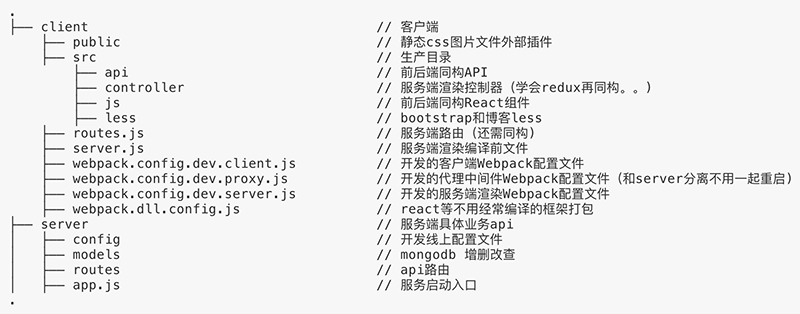 .
├── client                                // 客户端
    ├── public                            // 静态css图片文件外部插件
    ├── src                               // 生产目录
        ├── api                           // 前后端同构API
        ├── controller                    // 服务端渲染控制器（学会redux再同构。。）
        ├── js                            // 前后端同构React组件
        ├── less                          // bootstrap和博客less
    ├── routes.js                         // 服务端路由（还需同构）
    ├── server.js                         // 服务端渲染编译前文件
    ├── webpack.config.dev.client.js      // 开发的客户端Webpack配置文件
    ├── webpack.config.dev.proxy.js       // 开发的代理中间件Webpack配置文件（和server分离不用一起重启）
    ├── webpack.config.dev.server.js      // 开发的服务端渲染Webpack配置文件
    ├── webpack.dll.config.js             // react等不用经常编译的框架打包
├── server                                // 服务端具体业务api
│   ├── config                            // 开发线上配置文件
│   ├── models                            // mongodb 增删改查
│   ├── routes                            // api路由
│   ├── app.js                            // 服务启动入口
.